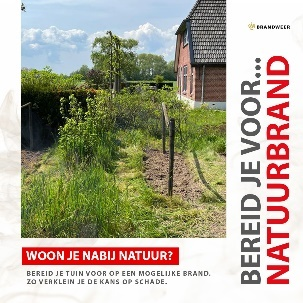 BRANDWEER
BEREID JE VOOR...
NATUURBRAND
WOON JE NABIJ NATUUR?
BEREID JE TUIN VOOR OP EEN MOGELIJKE BRAND.
ZO VERKLEIN JE DE KANS OP SCHADE.